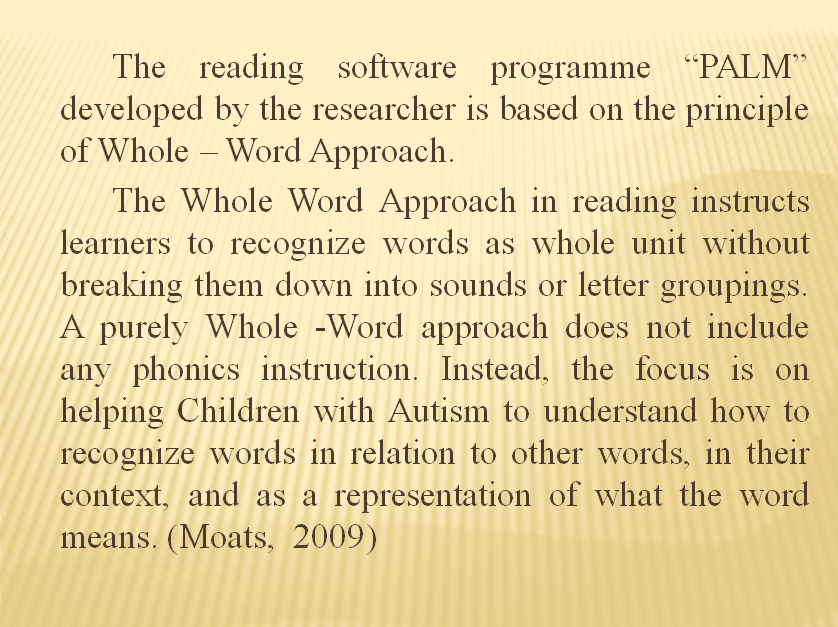 The reading software programme “PALM”
developed by the researcher is based on the principle
of Whole – Word Approach.
The Whole Word Approach in reading instructs
learners to recognize words as whole unit without
breaking them down into sounds or letter groupings.
A purely Whole -Word approach does not include
any phonics instruction. Instead, the focus is on
helping Children with Autism to understand how to
recognize words in relation to other words, in their
context, and as a representation of what the word
means. (Moats, 2009)